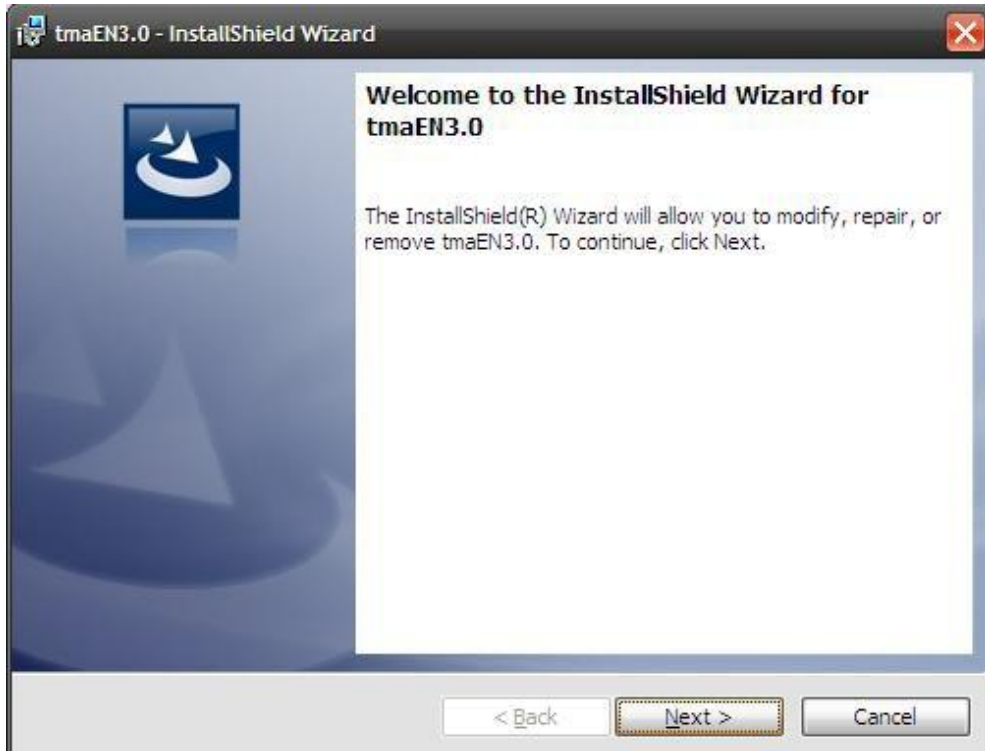 tmaEN3.0 - InstallShield Wizard
Welcome to the InstallShield Wizard for
tmaEN3.0
The InstallShield(R) Wizard will allow you to modify, repair, or
remove tmaEN3.0. To continue, click Next.
< Back
Next >
Cancel